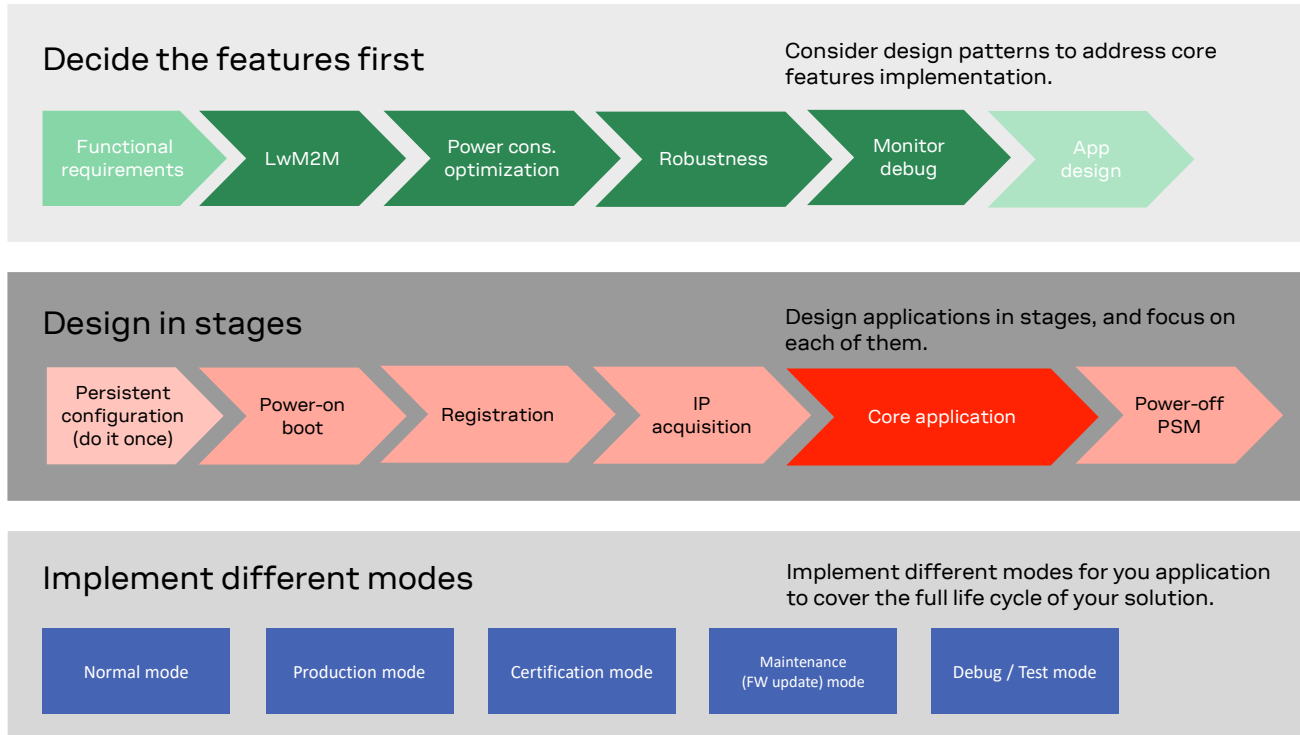 Decide the features first
Consider design patterns to address core
features implementation.
Functional
requirements
LwM2M
Power cons.
optimization
Robustness
Monitor
debug
App
design
Design in stages
Design applications in stages, and focus on
each of them.
Persistent
configuration
(do it once)
Power-on
boot
Registration
IP
acquisition
Core application
Power-off
PSM
Implement different modes
Implement different modes for you application
to cover the full life cycle of your solution.
Normal mode
Production mode
Certification mode
Maintenance
(FW update) mode
Debug / Test mode